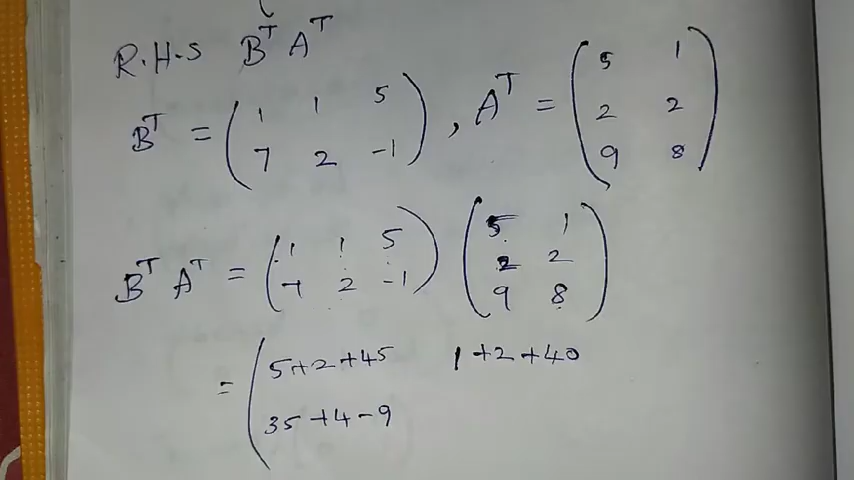 R.H.S B^T A^T
B^T = ( 1 1 5 ; 7 2 -1 ) , A^T = ( 5 1 ; 2 2 ; 9 8 )
B^T A^T = ( 1 1 5 ; 7 2 -1 ) ( 5 1 ; 2 2 ; 9 8 )
= ( 5+2+45 1+2+40
35+4-9